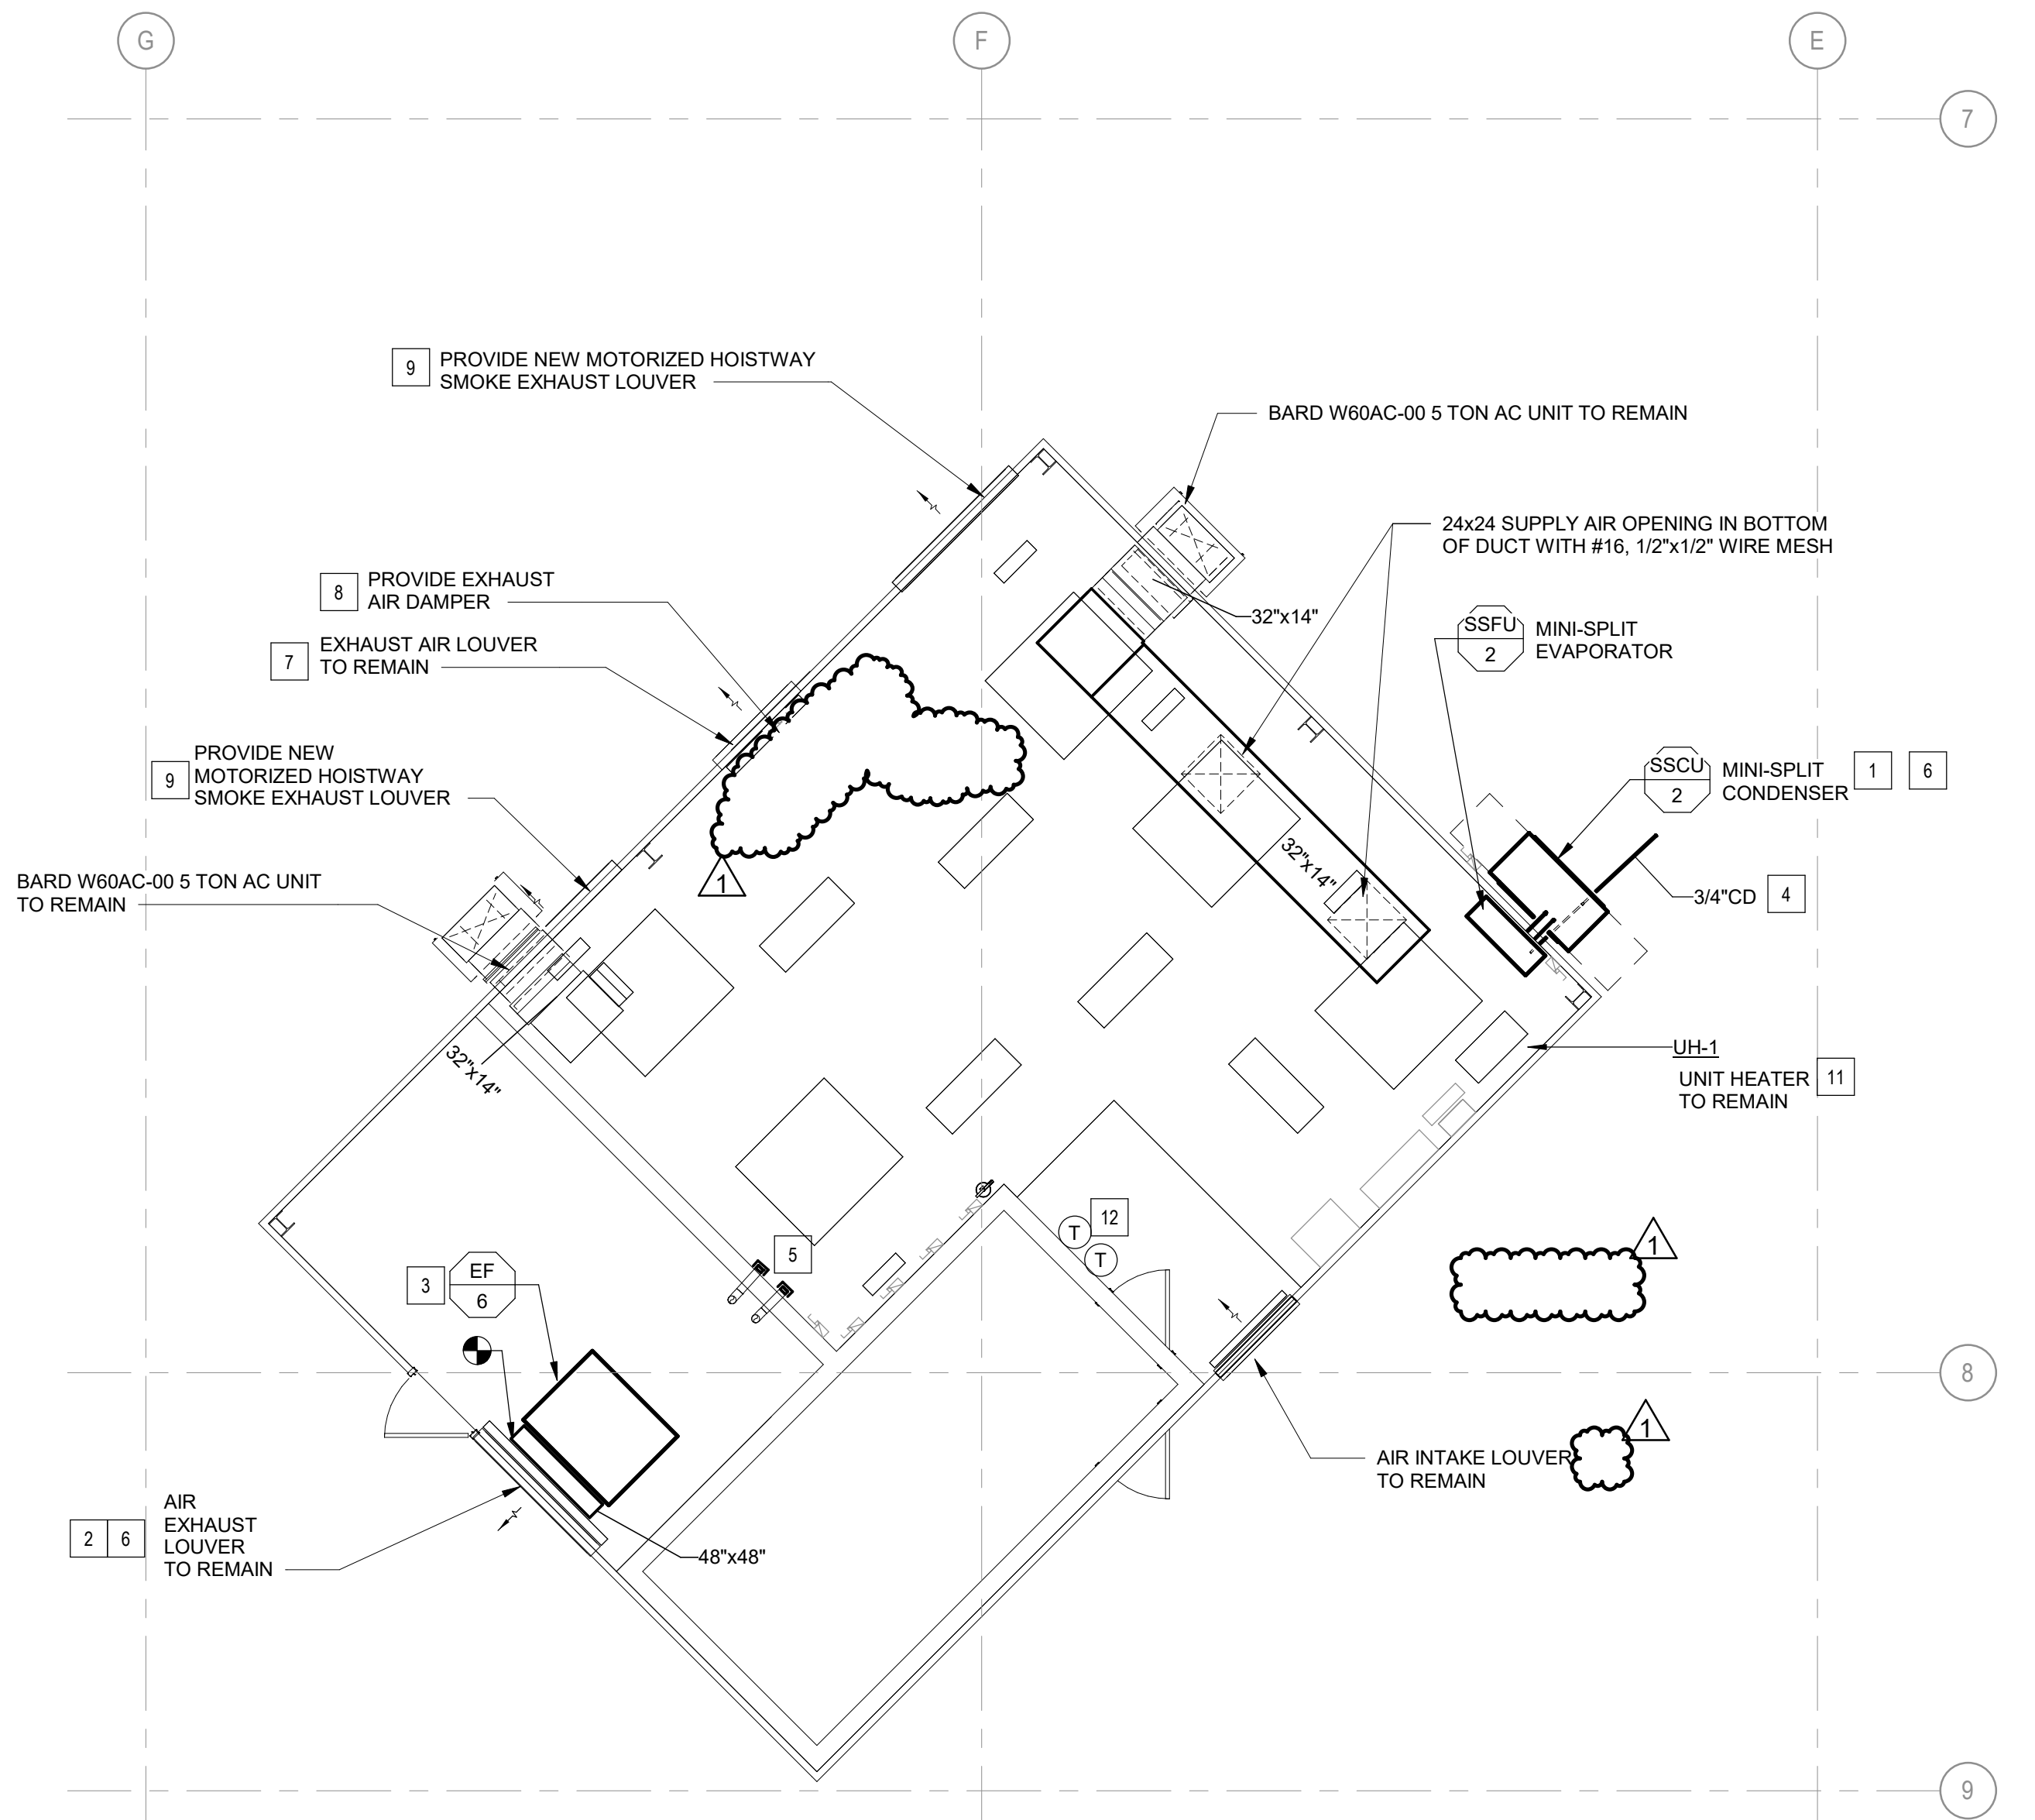 G
F
E
7
9
PROVIDE NEW MOTORIZED HOISTWAY
SMOKE EXHAUST LOUVER
BARD W60AC-00 5 TON AC UNIT TO REMAIN
24x24 SUPPLY AIR OPENING IN BOTTOM
OF DUCT WITH #16, 1/2"x1/2" WIRE MESH
8
PROVIDE EXHAUST
AIR DAMPER
32"x14"
7
EXHAUST AIR LOUVER
TO REMAIN
SSFU
2
MINI-SPLIT
EVAPORATOR
9
PROVIDE NEW
MOTORIZED HOISTWAY
SMOKE EXHAUST LOUVER
SSCU
2
MINI-SPLIT
CONDENSER
1
6
32"x14"
1
BARD W60AC-00 5 TON AC UNIT
TO REMAIN
3/4"CD
4
32"x14"
UH-1
UNIT HEATER
TO REMAIN
11
T
12
T
5
1
3
EF
6
8
1
AIR INTAKE LOUVER
TO REMAIN
2
6
AIR
EXHAUST
LOUVER
TO REMAIN
48"x48"
9